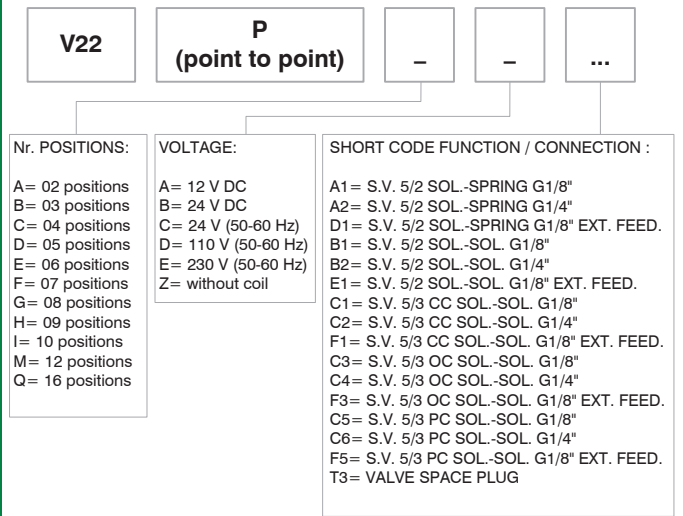 V22
P
(point to point)
–
–
...
Nr. POSITIONS:
A= 02 positions
B= 03 positions
C= 04 positions
D= 05 positions
E= 06 positions
F= 07 positions
G= 08 positions
H= 09 positions
I= 10 positions
M= 12 positions
Q= 16 positions
VOLTAGE:
A= 12 V DC
B= 24 V DC
C= 24 V (50-60 Hz)
D= 110 V (50-60 Hz)
E= 230 V (50-60 Hz)
Z= without coil
SHORT CODE FUNCTION / CONNECTION :
A1= S.V. 5/2 SOL.-SPRING G1/8"
A2= S.V. 5/2 SOL.-SPRING G1/4"
D1= S.V. 5/2 SOL.-SPRING G1/8" EXT. FEED.
B1= S.V. 5/2 SOL.-SOL. G1/8"
B2= S.V. 5/2 SOL.-SOL. G1/4"
E1= S.V. 5/2 SOL.-SOL. G1/8" EXT. FEED.
C1= S.V. 5/3 CC SOL.-SOL. G1/8"
C2= S.V. 5/3 CC SOL.-SOL. G1/4"
F1= S.V. 5/3 CC SOL.-SOL. G1/8" EXT. FEED.
C3= S.V. 5/3 OC SOL.-SOL. G1/8"
C4= S.V. 5/3 OC SOL.-SOL. G1/4"
F3= S.V. 5/3 OC SOL.-SOL. G1/8" EXT. FEED.
C5= S.V. 5/3 PC SOL.-SOL. G1/8"
C6= S.V. 5/3 PC SOL.-SOL. G1/4"
F5= S.V. 5/3 PC SOL.-SOL. G1/8" EXT. FEED.
T3= VALVE SPACE PLUG